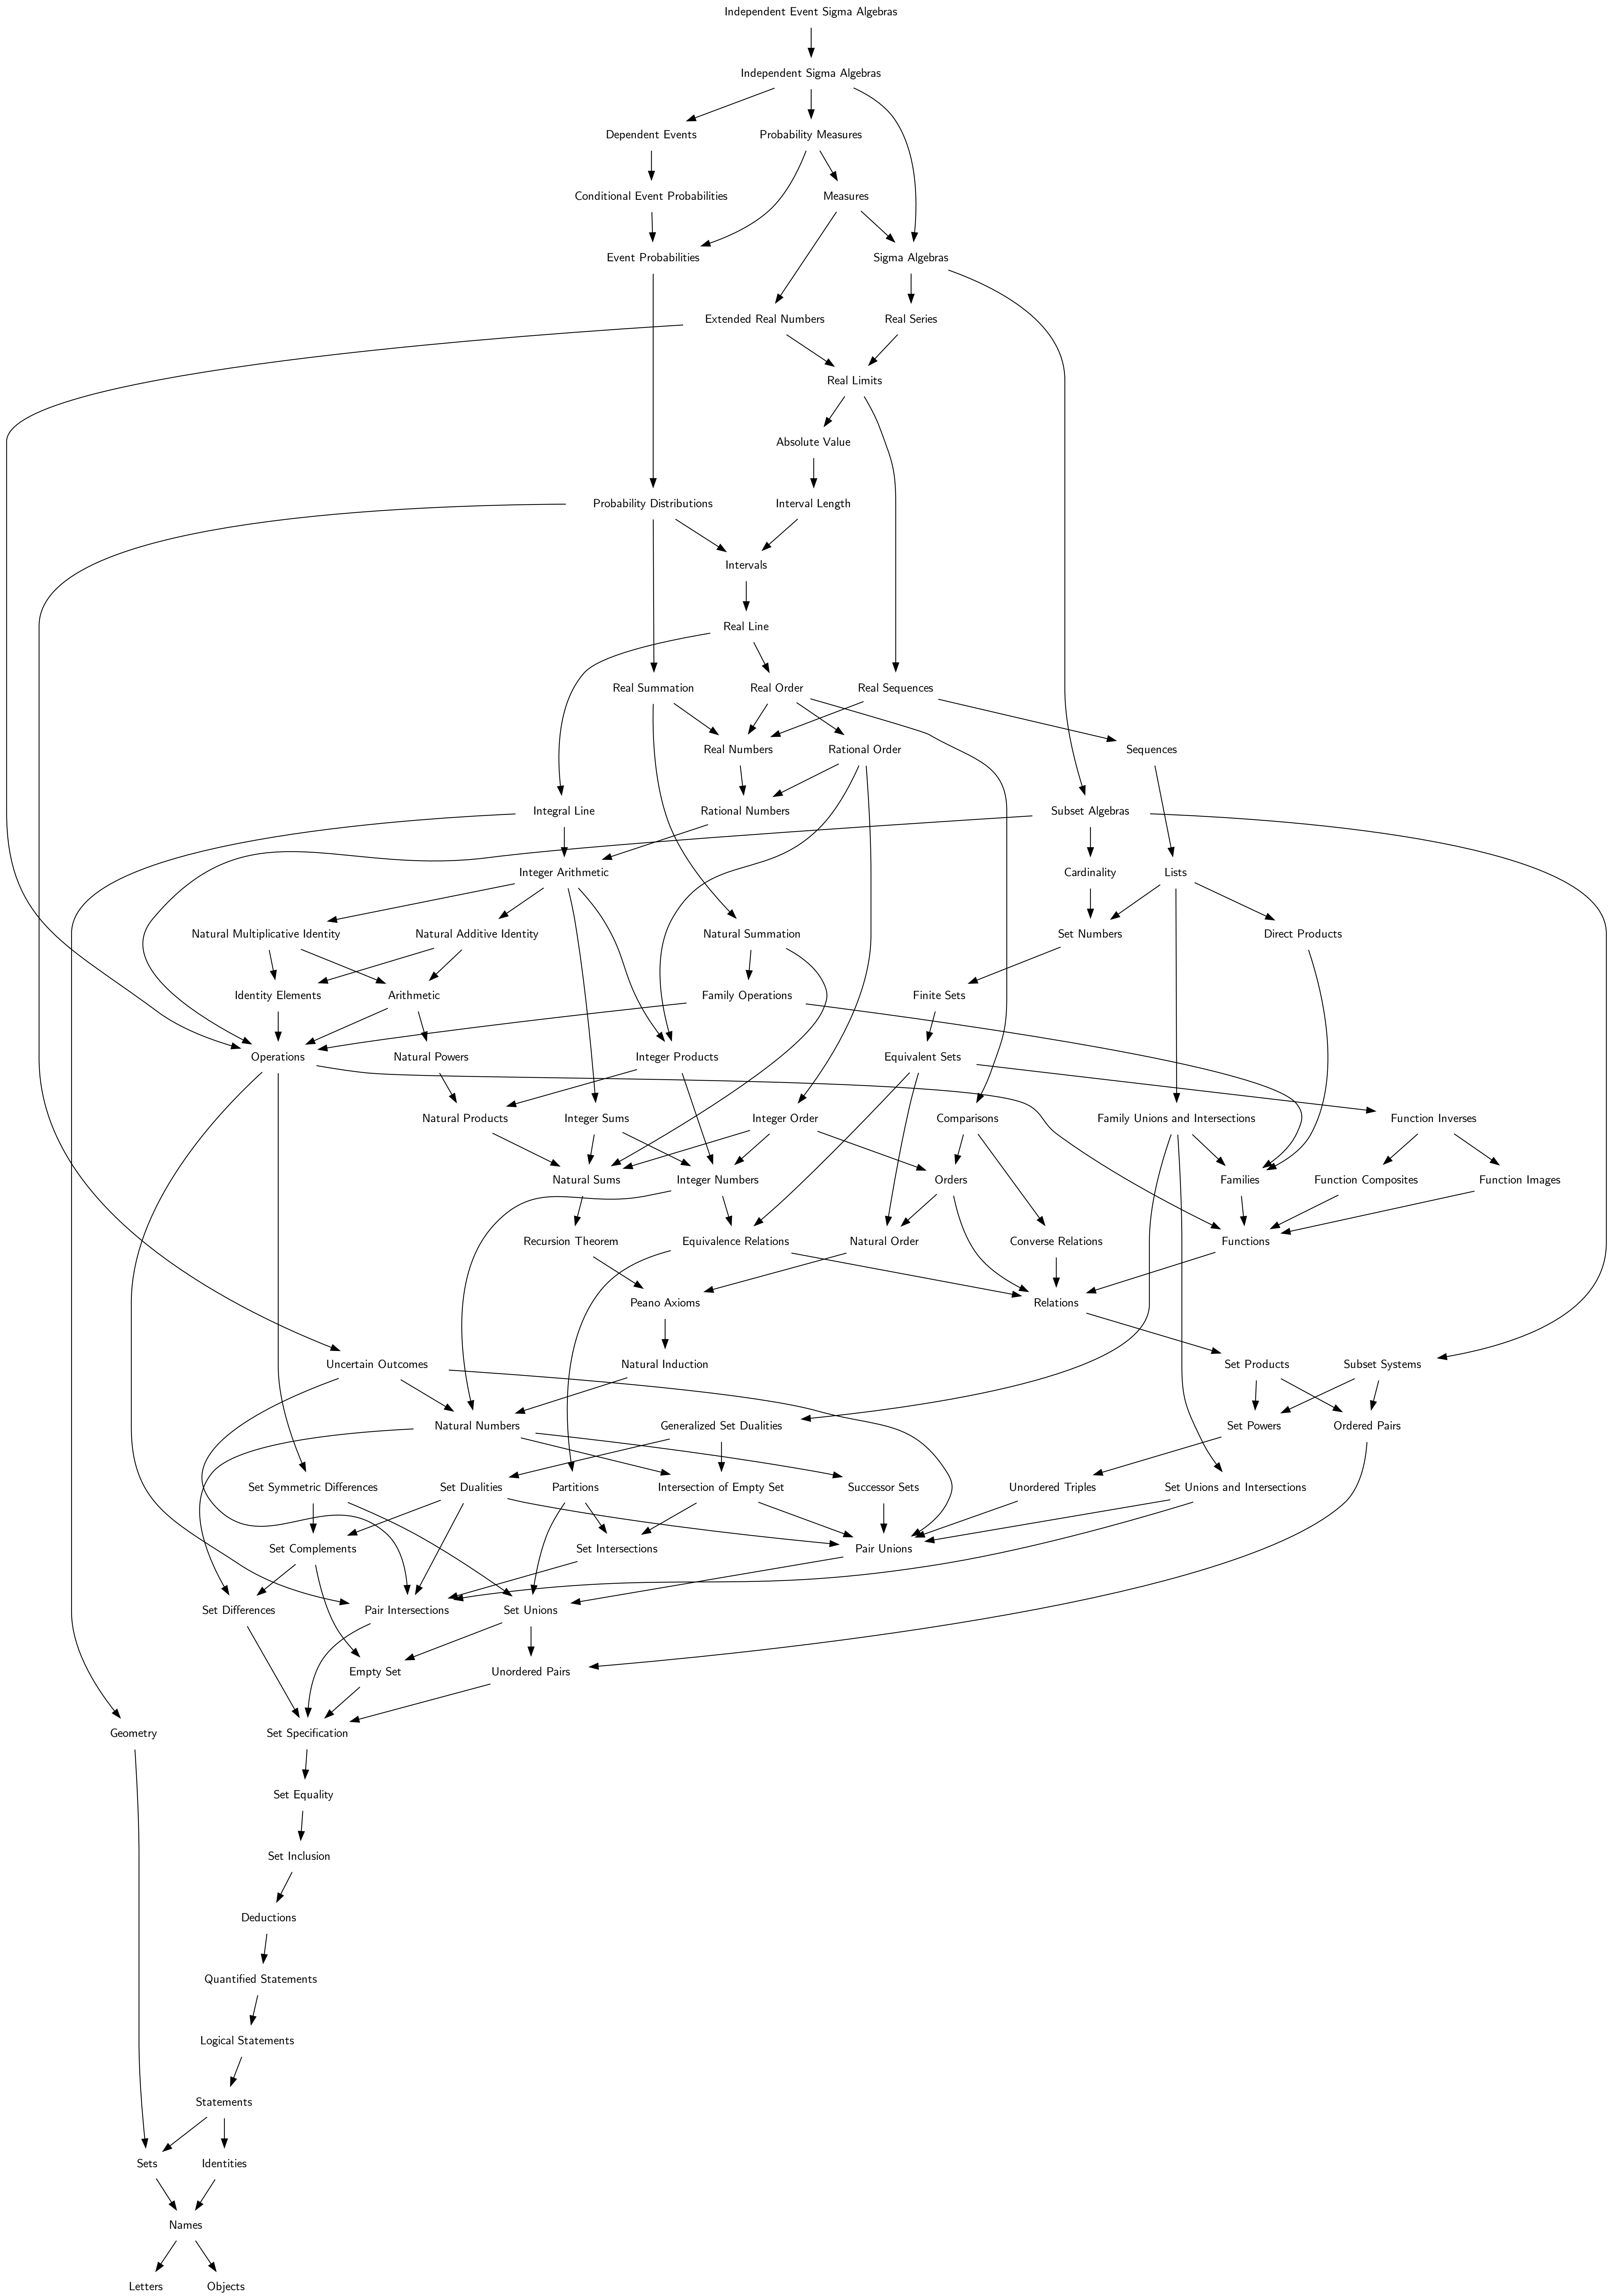 Independent Event Sigma Algebras
Independent Sigma Algebras
Dependent Events
Probability Measures
Conditional Event Probabilities
Measures
Event Probabilities
Sigma Algebras
Extended Real Numbers
Real Series
Real Limits
Absolute Value
Probability Distributions
Interval Length
Intervals
Real Line
Real Summation
Real Order
Real Sequences
Real Numbers
Rational Order
Sequences
Integral Line
Rational Numbers
Subset Algebras
Integer Arithmetic
Cardinality
Lists
Natural Multiplicative Identity
Natural Additive Identity
Natural Summation
Set Numbers
Direct Products
Identity Elements
Arithmetic
Family Operations
Finite Sets
Operations
Natural Powers
Integer Products
Equivalent Sets
Natural Products
Integer Sums
Integer Order
Comparisons
Family Unions and Intersections
Function Inverses
Natural Sums
Integer Numbers
Orders
Families
Function Composites
Function Images
Recursion Theorem
Equivalence Relations
Natural Order
Converse Relations
Functions
Peano Axioms
Relations
Uncertain Outcomes
Natural Induction
Set Products
Subset Systems
Natural Numbers
Generalized Set Dualities
Set Powers
Ordered Pairs
Set Symmetric Differences
Set Dualities
Partitions
Intersection of Empty Set
Successor Sets
Unordered Triples
Set Unions and Intersections
Set Complements
Set Intersections
Pair Unions
Set Differences
Pair Intersections
Set Unions
Empty Set
Unordered Pairs
Geometry
Set Specification
Set Equality
Set Inclusion
Deductions
Quantified Statements
Logical Statements
Statements
Sets
Identities
Names
Letters
Objects